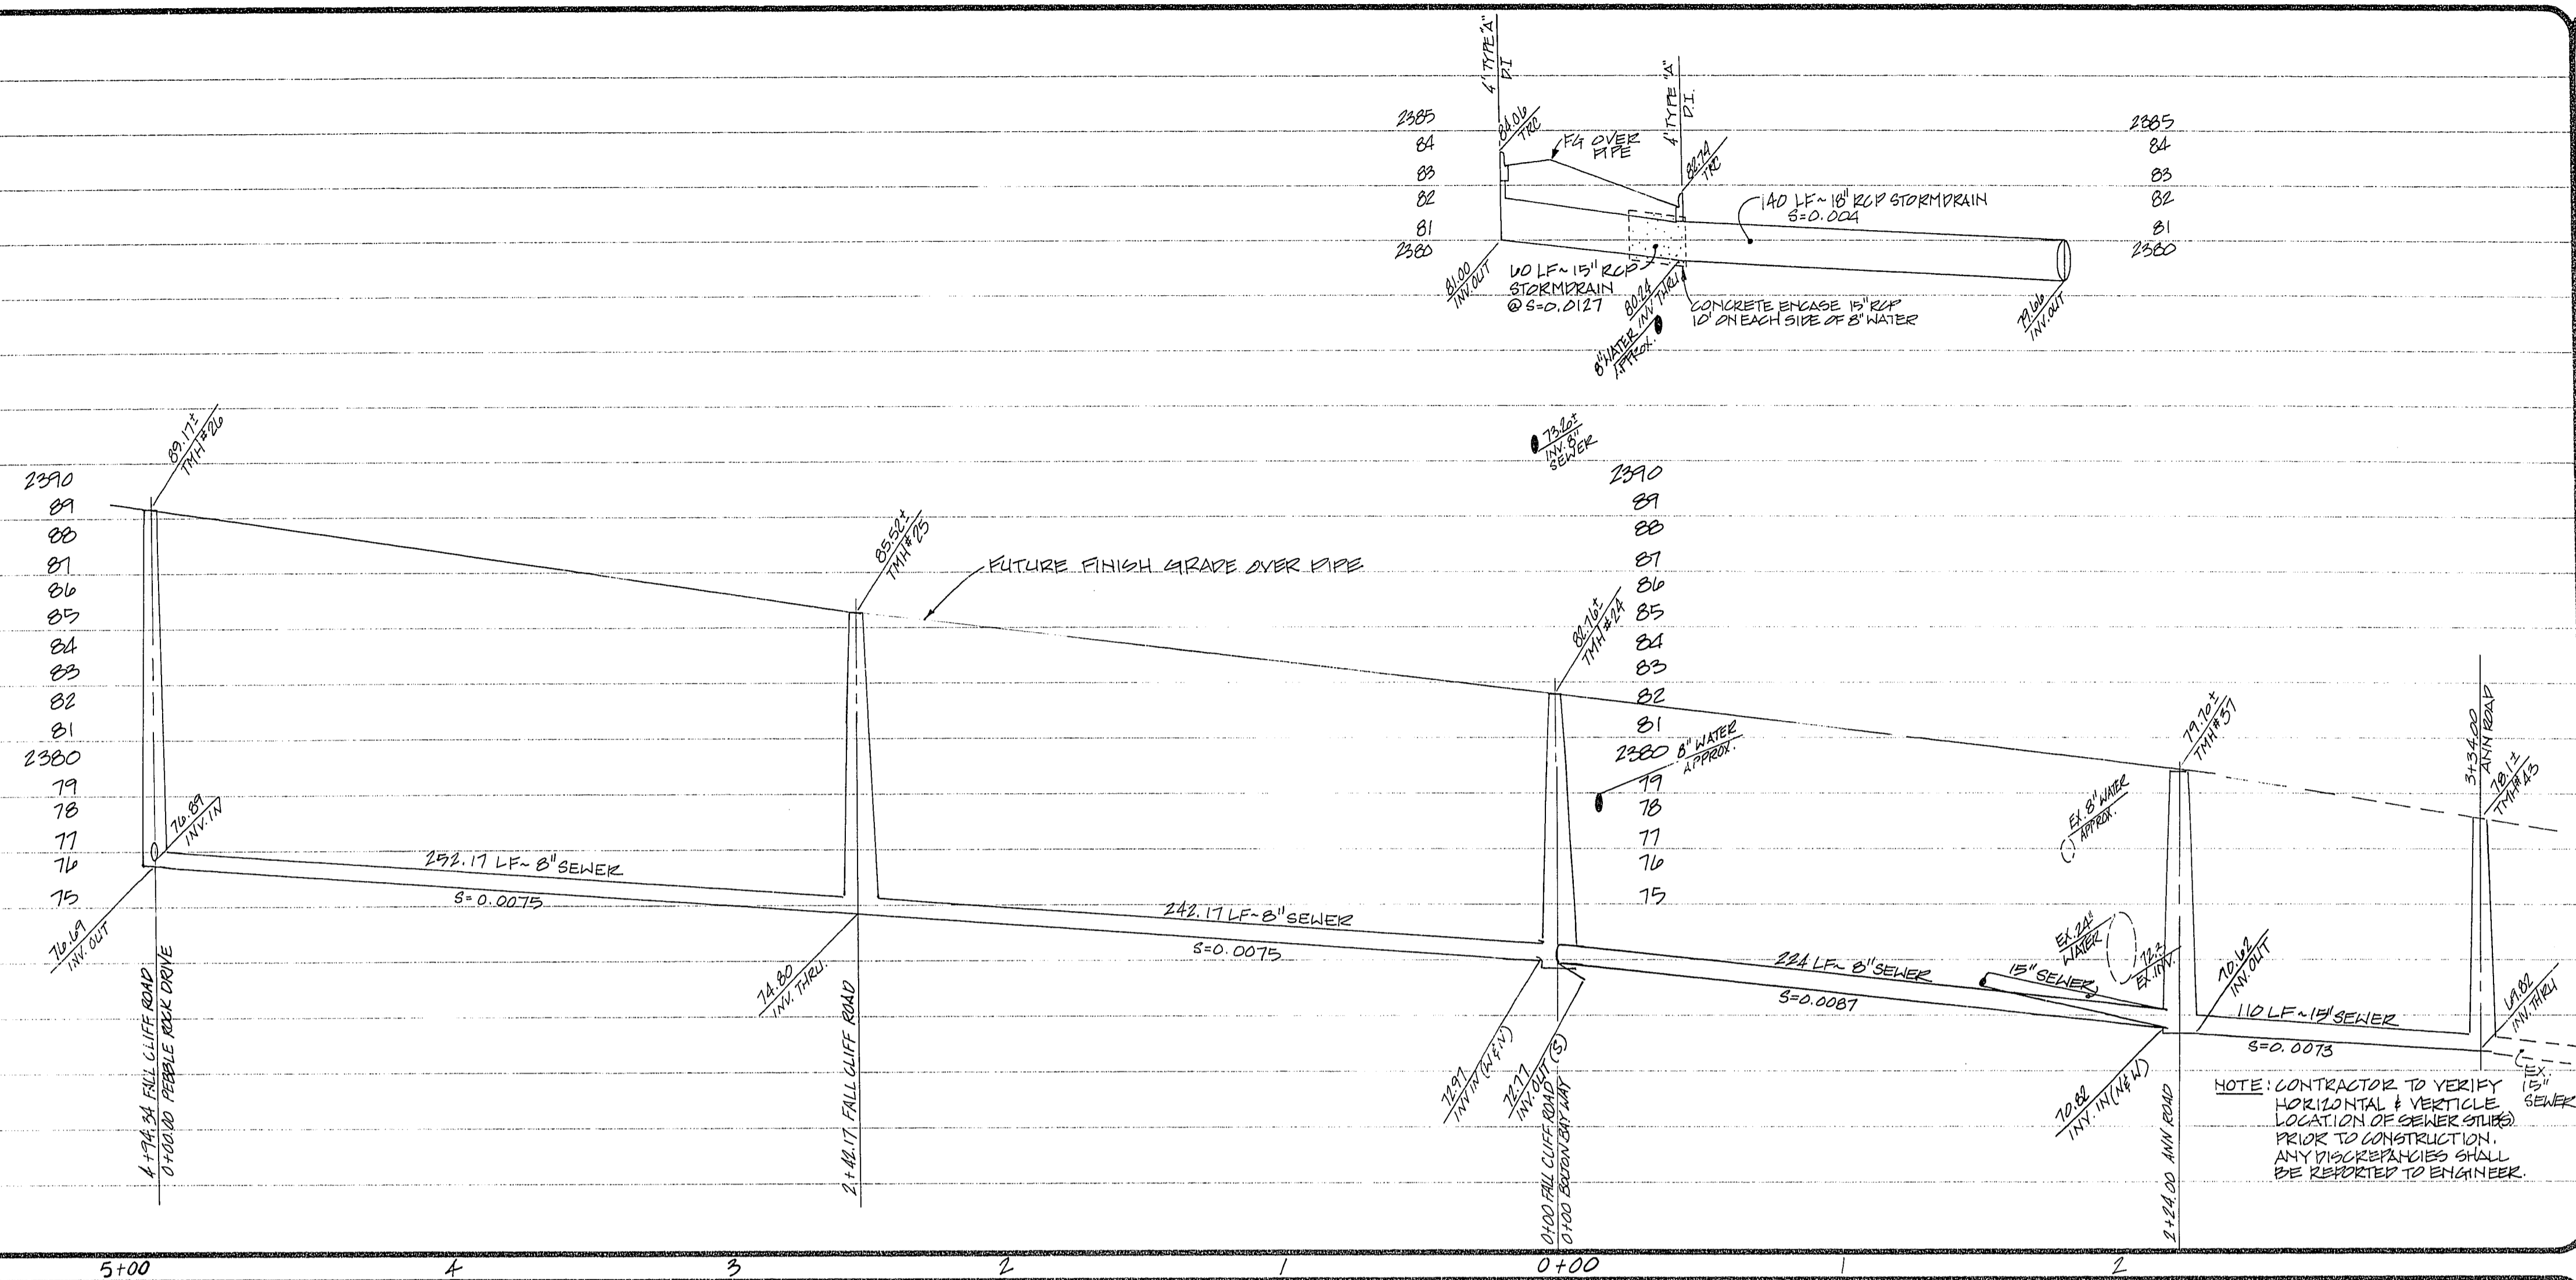 4' TYPE "A"
D.I
4' TYPE "A"
D.I.
2385
84
83
82
81
2380
84.06
TRC
FG OVER
PIPE
82.74
TRC
140 LF~18" RCP STORMDRAIN
S=0.004
2385
84
83
82
81
2380
81.00
INV. OUT
60 LF~15" RCP
STORMDRAIN
@ S=0.0127
80.24
INV THRU
CONCRETE ENCASE 15" RCP
10' ON EACH SIDE OF 8" WATER
8" WATER
APPROX.
79.66
INV. OUT
73.20±
INV. 8"
SEWER
89.17±
TMH#26
2390
89
88
87
86
85
84
83
82
81
2380
79
78
77
76
75
85.52±
TMH#25
FUTURE FINISH GRADE OVER PIPE
2390
89
88
87
86
85
84
83
82
81
2380
79
78
77
76
75
82.76±
TMH#24
8" WATER
APPROX.
79.70±
TMH#37
3+34.00
ANN ROAD
78.1±
TMH#43
EX. 8" WATER
APPROX.
76.89
INV. IN
252.17 LF~ 8" SEWER
S=0.0075
76.69
INV. OUT
242.17 LF~8" SEWER
S=0.0075
74.80
INV. THRU.
224 LF~ 8" SEWER
S=0.0087
15" SEWER
EX. 24"
WATER
72.3
EX. INV.
70.62
INV. OUT
110 LF~15" SEWER
S=0.0073
69.82
INV. THRU
EX.
15"
SEWER
72.97
INV IN (W & N)
72.77
INV. OUT (S)
70.82
INV. IN (N & W)
4+94.34 FALL CLIFF ROAD
0+00.00 PEBBLE ROCK DRIVE
2+42.17 FALL CLIFF ROAD
0+00 FALL CLIFF ROAD
0+00 BOLTON BAY WAY
2+24.00 ANN ROAD
NOTE: CONTRACTOR TO VERIFY
HORIZONTAL & VERTICLE
LOCATION OF SEWER STUB(S)
PRIOR TO CONSTRUCTION.
ANY DISCREPANCIES SHALL
BE REPORTED TO ENGINEER.
5+00 4 3 2 1 0+00 1 2